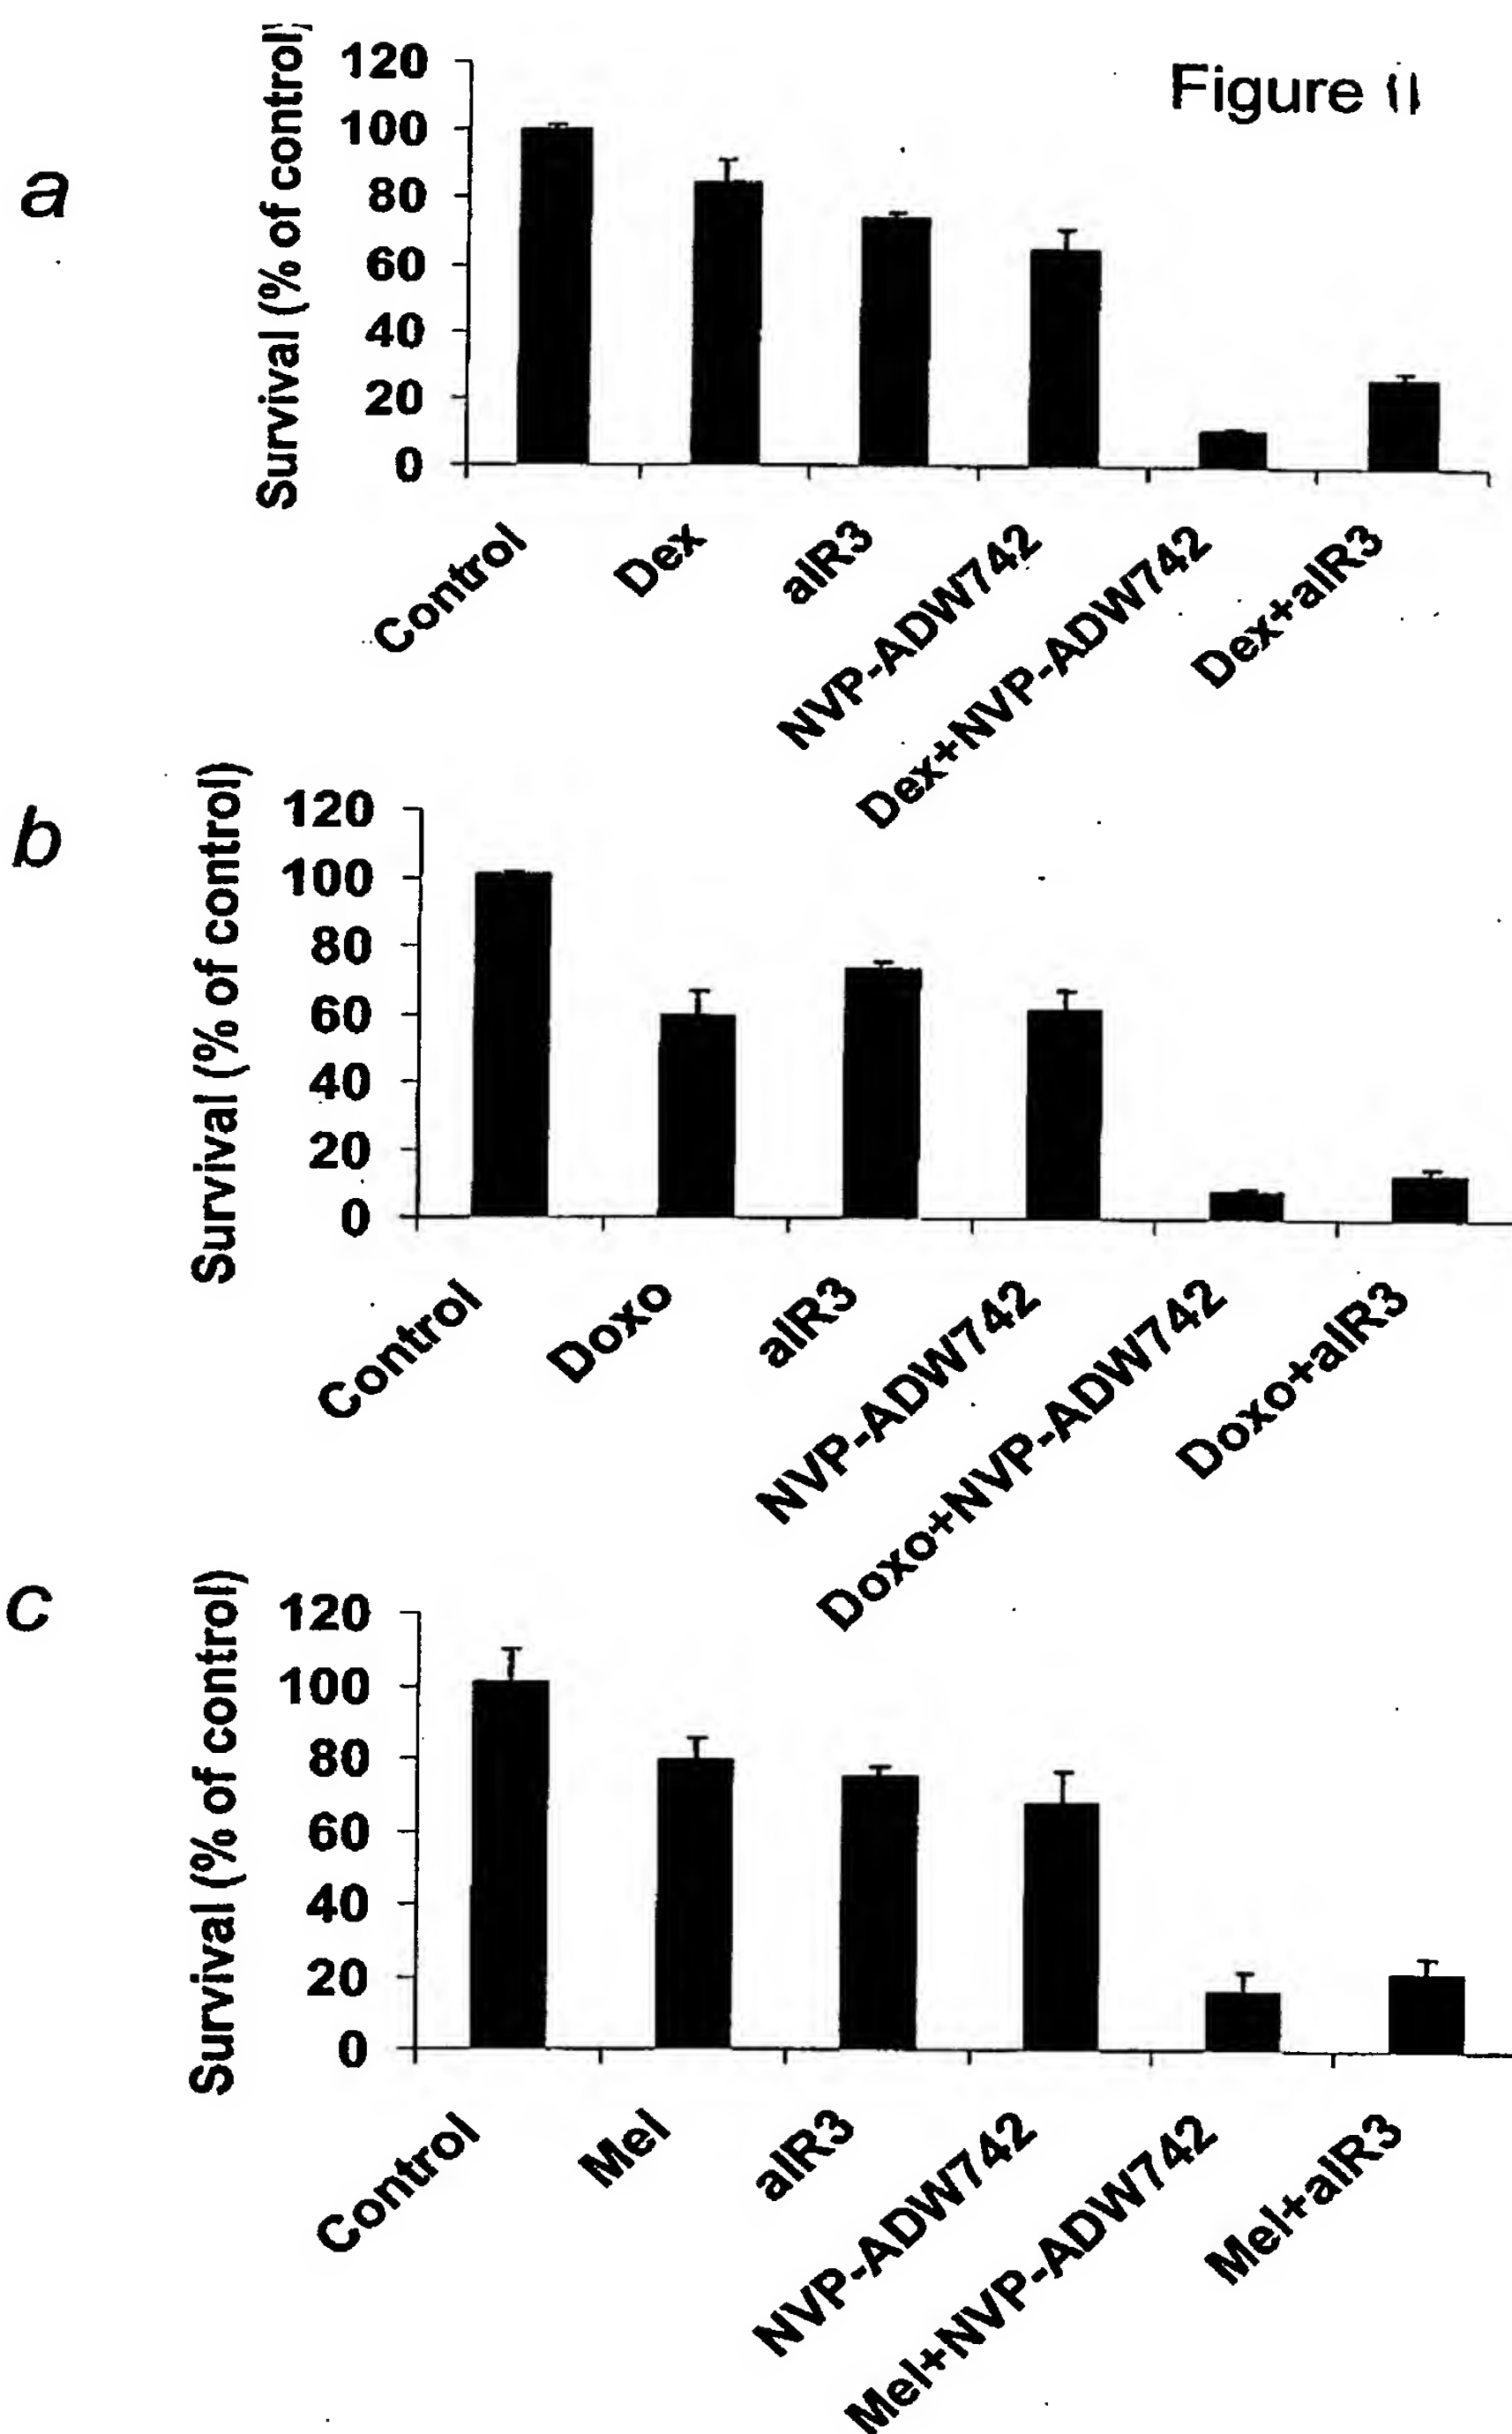 Figure 11
a
Survival (% of control)
120
100
80
60
40
20
0
Control
Dex
aIR3
NVP-ADW742
Dex+NVP-ADW742
Dex+aIR3
b
Survival (% of control)
120
100
80
60
40
20
0
Control
Doxo
aIR3
NVP-ADW742
Doxo+NVP-ADW742
Doxo+aIR3
c
Survival (% of control)
120
100
80
60
40
20
0
Control
Mel
aIR3
NVP-ADW742
Mel+NVP-ADW742
Mel+aIR3